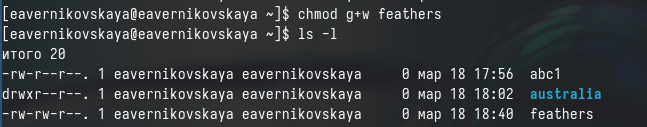 [eavernikovskaya@eavernikovskaya ~]$ chmod g+w feathers
[eavernikovskaya@eavernikovskaya ~]$ ls -l
итого 20
-rw-r--r--. 1 eavernikovskaya eavernikovskaya 0 мар 18 17:56 abc1
drwxr--r--. 1 eavernikovskaya eavernikovskaya 0 мар 18 18:02 australia
-rw-rw-r--. 1 eavernikovskaya eavernikovskaya 0 мар 18 18:40 feathers